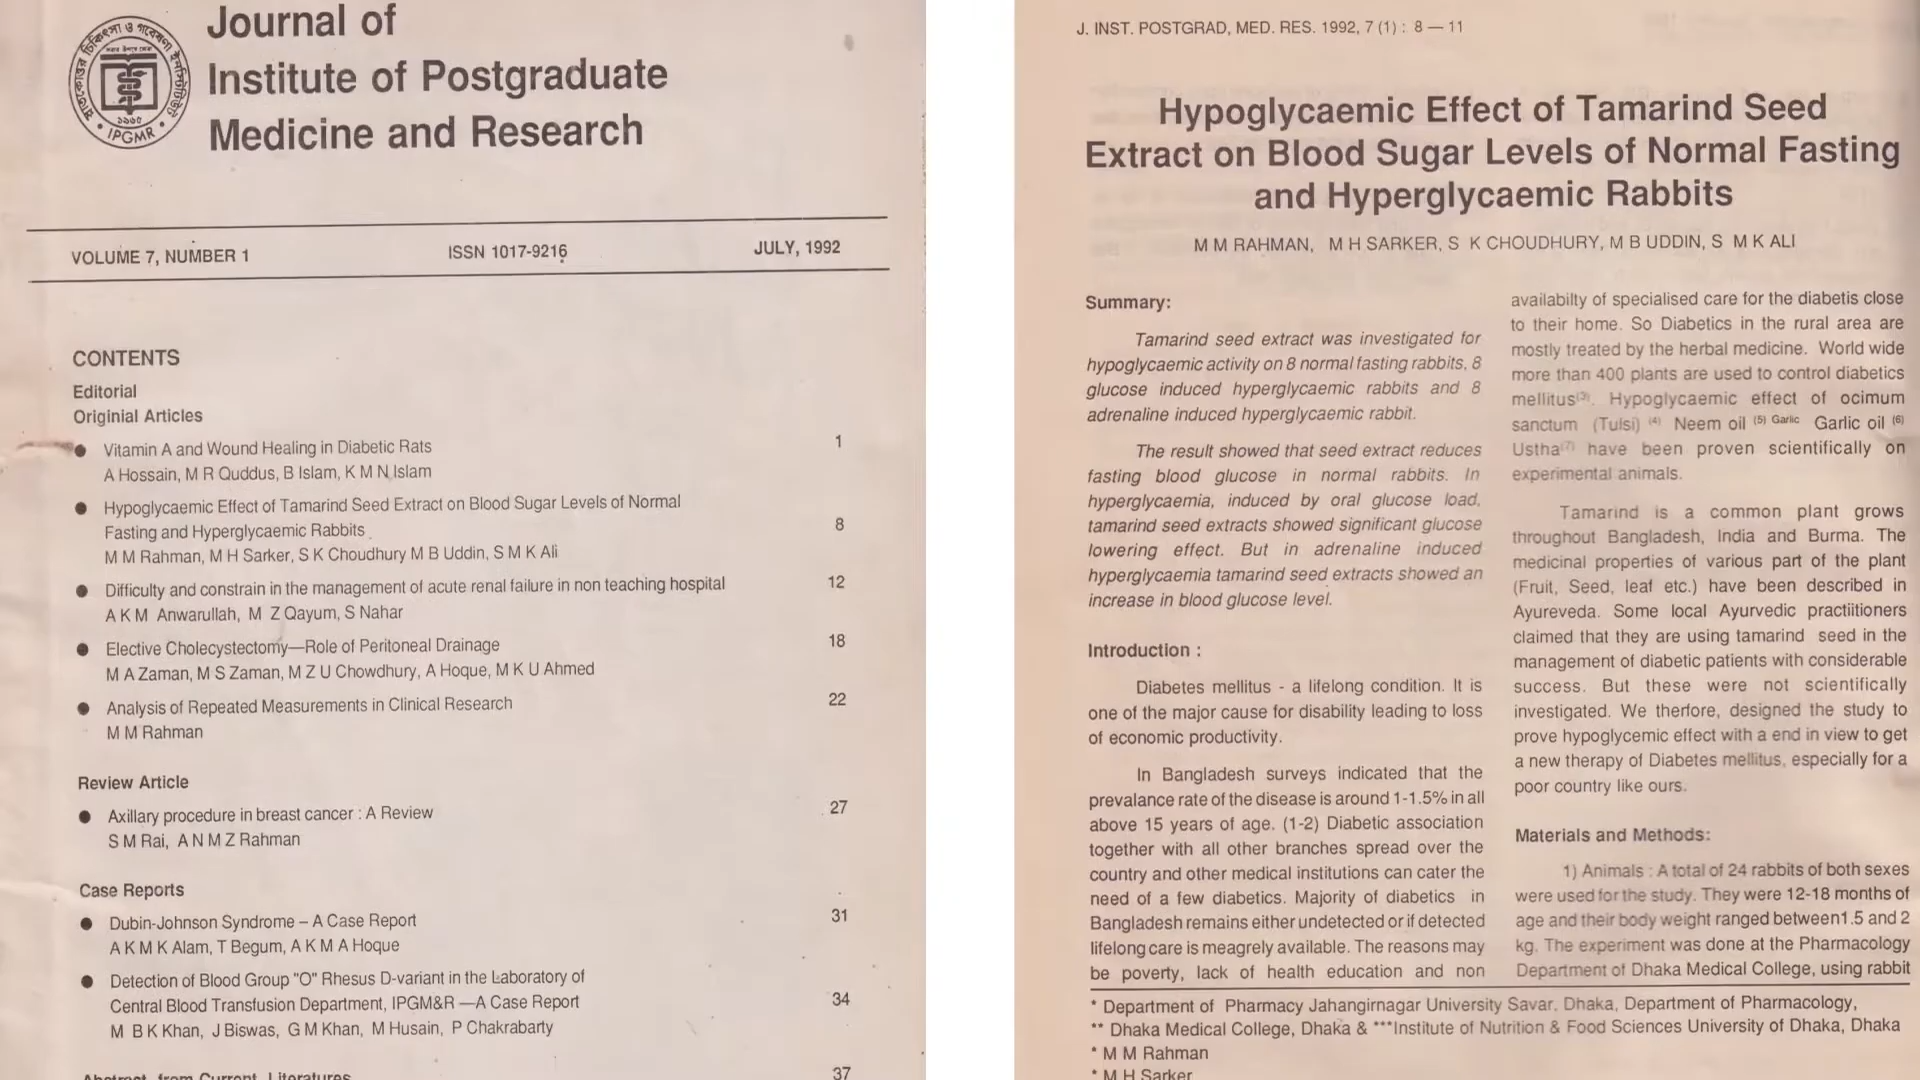 Journal of
Institute of Postgraduate
Medicine and Research
IPGMR
VOLUME 7, NUMBER 1 ISSN 1017-9216 JULY, 1992
CONTENTS
Editorial
Originial Articles
Vitamin A and Wound Healing in Diabetic Rats 1
A Hossain, M R Quddus, B Islam, K M N Islam
Hypoglycaemic Effect of Tamarind Seed Extract on Blood Sugar Levels of Normal
Fasting and Hyperglycaemic Rabbits 8
M M Rahman, M H Sarker, S K Choudhury M B Uddin, S M K Ali
Difficulty and constrain in the management of acute renal failure in non teaching hospital 12
A K M Anwarullah, M Z Qayum, S Nahar
Elective Cholecystectomy—Role of Peritoneal Drainage 18
M A Zaman, M S Zaman, M Z U Chowdhury, A Hoque, M K U Ahmed
Analysis of Repeated Measurements in Clinical Research 22
M M Rahman
Review Article
Axillary procedure in breast cancer : A Review 27
S M Rai, A N M Z Rahman
Case Reports
Dubin-Johnson Syndrome – A Case Report 31
A K M K Alam, T Begum, A K M A Hoque
Detection of Blood Group "O" Rhesus D-variant in the Laboratory of
Central Blood Transfusion Department, IPGM&R —A Case Report 34
M B K Khan, J Biswas, G M Khan, M Husain, P Chakrabarty
Abstract from Current Literatures 37
J. INST. POSTGRAD, MED. RES. 1992, 7 (1) : 8 — 11
Hypoglycaemic Effect of Tamarind Seed
Extract on Blood Sugar Levels of Normal Fasting
and Hyperglycaemic Rabbits
M M RAHMAN, M H SARKER, S K CHOUDHURY, M B UDDIN, S M K ALI
Summary:
Tamarind seed extract was investigated for
hypoglycaemic activity on 8 normal fasting rabbits, 8
glucose induced hyperglycaemic rabbits and 8
adrenaline induced hyperglycaemic rabbit.
The result showed that seed extract reduces
fasting blood glucose in normal rabbits. In
hyperglycaemia, induced by oral glucose load,
tamarind seed extracts showed significant glucose
lowering effect. But in adrenaline induced
hyperglycaemia tamarind seed extracts showed an
increase in blood glucose level.
Introduction :
Diabetes mellitus - a lifelong condition. It is
one of the major cause for disability leading to loss
of economic productivity.
In Bangladesh surveys indicated that the
prevalance rate of the disease is around 1-1.5% in all
above 15 years of age. (1-2) Diabetic association
together with all other branches spread over the
country and other medical institutions can cater the
need of a few diabetics. Majority of diabetics in
Bangladesh remains either undetected or if detected
lifelong care is meagrely available. The reasons may
be poverty, lack of health education and non
availabilty of specialised care for the diabetis close
to their home. So Diabetics in the rural area are
mostly treated by the herbal medicine. World wide
more than 400 plants are used to control diabetics
mellitus(3). Hypoglycaemic effect of ocimum
sanctum (Tulsi) (4) Neem oil (5) Garlic Garlic oil (6)
Ustha(7) have been proven scientifically on
experimental animals.
Tamarind is a common plant grows
throughout Bangladesh, India and Burma. The
medicinal properties of various part of the plant
(Fruit, Seed, leaf etc.) have been described in
Ayureveda. Some local Ayurvedic practiitioners
claimed that they are using tamarind seed in the
management of diabetic patients with considerable
success. But these were not scientifically
investigated. We therfore, designed the study to
prove hypoglycemic effect with a end in view to get
a new therapy of Diabetes mellitus, especially for a
poor country like ours.
Materials and Methods:
1) Animals : A total of 24 rabbits of both sexes
were used for the study. They were 12-18 months of
age and their body weight ranged between1.5 and 2
kg. The experiment was done at the Pharmacology
Department of Dhaka Medical College, using rabbit
* Department of Pharmacy Jahangirnagar University Savar, Dhaka, Department of Pharmacology,
** Dhaka Medical College, Dhaka & ***Institute of Nutrition & Food Sciences University of Dhaka, Dhaka
* M M Rahman
* M H Sarker